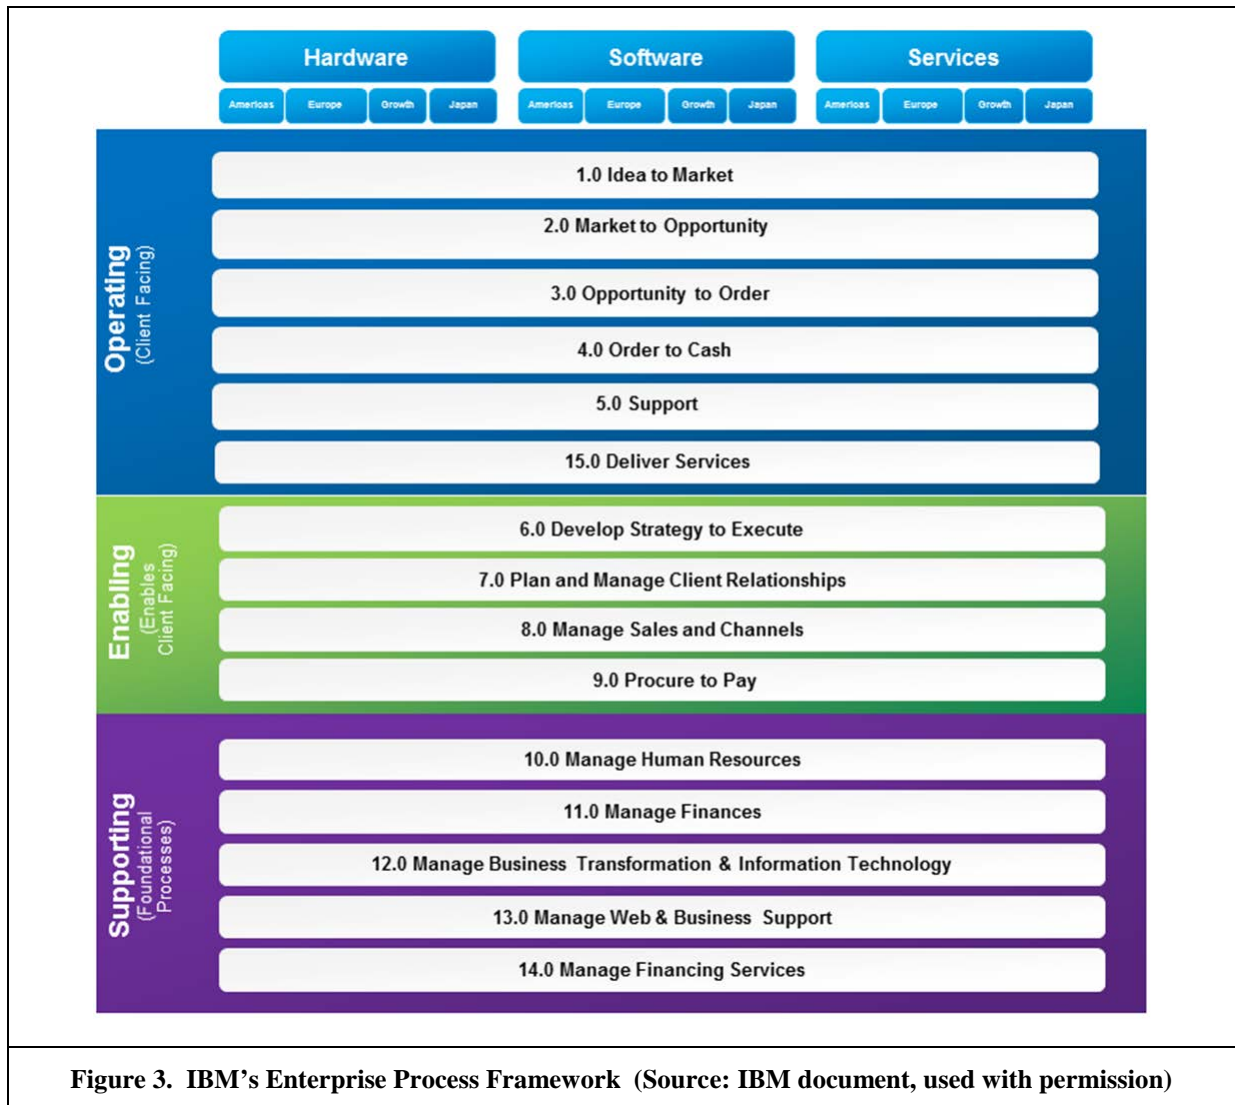 Hardware Software Services
Americas Europe Growth Japan Americas Europe Growth Japan Americas Europe Growth Japan
Operating
(Client Facing)
1.0 Idea to Market
2.0 Market to Opportunity
3.0 Opportunity to Order
4.0 Order to Cash
5.0 Support
15.0 Deliver Services
Enabling
(Enables
Client Facing)
6.0 Develop Strategy to Execute
7.0 Plan and Manage Client Relationships
8.0 Manage Sales and Channels
9.0 Procure to Pay
Supporting
(Foundational
Processes)
10.0 Manage Human Resources
11.0 Manage Finances
12.0 Manage Business Transformation & Information Technology
13.0 Manage Web & Business Support
14.0 Manage Financing Services
Figure 3. IBM’s Enterprise Process Framework (Source: IBM document, used with permission)